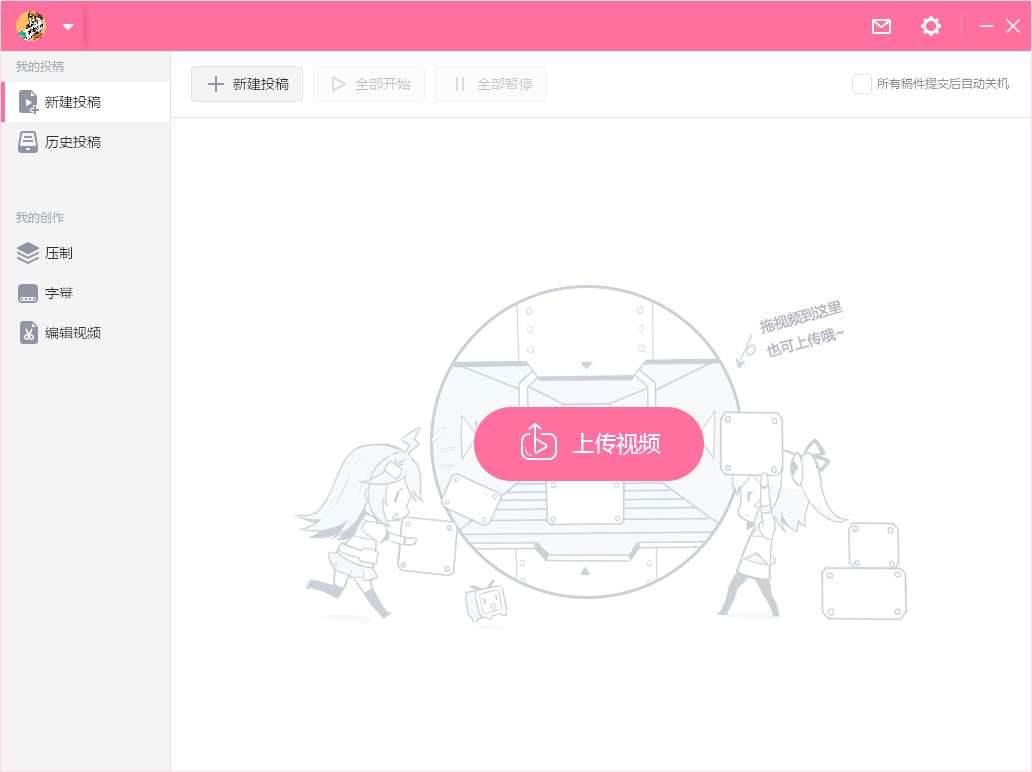 我的投稿
新建投稿
历史投稿
我的创作
压制
字幕
编辑视频
新建投稿
全部开始
全部暂停
所有稿件提交后自动关机
拖视频到这里
也可上传哦~
上传视频